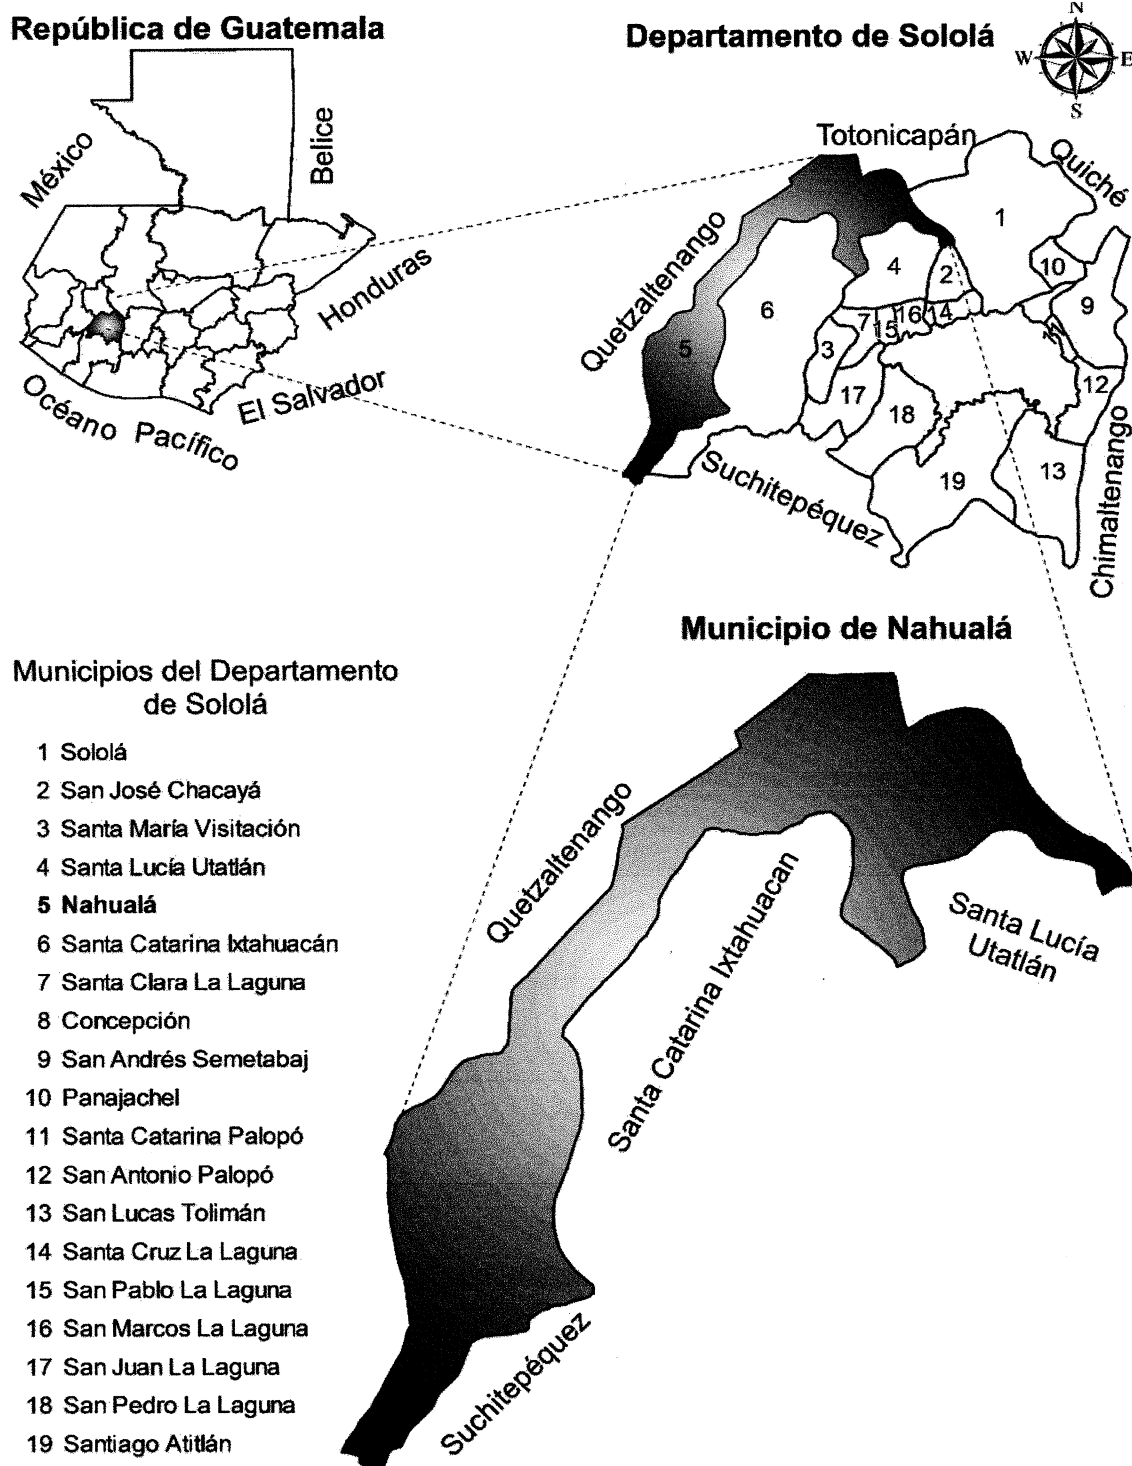 República de Guatemala
México
Belice
Honduras
El Salvador
Océano Pacífico
Departamento de Sololá
N
W
E
S
Totonicapán
Quiché
Quetzaltenango
Suchitepéquez
Chimaltenango
1
2
3
4
5
6
7
9
10
11
12
13
14
15
16
17
18
19
Municipio de Nahualá
Quetzaltenango
Santa Catarina Ixtahuacan
Santa Lucía
Utatlán
Suchitepéquez
Municipios del Departamento
de Sololá
1 Sololá
2 San José Chacayá
3 Santa María Visitación
4 Santa Lucía Utatlán
5 Nahualá
6 Santa Catarina Ixtahuacán
7 Santa Clara La Laguna
8 Concepción
9 San Andrés Semetabaj
10 Panajachel
11 Santa Catarina Palopó
12 San Antonio Palopó
13 San Lucas Tolimán
14 Santa Cruz La Laguna
15 San Pablo La Laguna
16 San Marcos La Laguna
17 San Juan La Laguna
18 San Pedro La Laguna
19 Santiago Atitlán